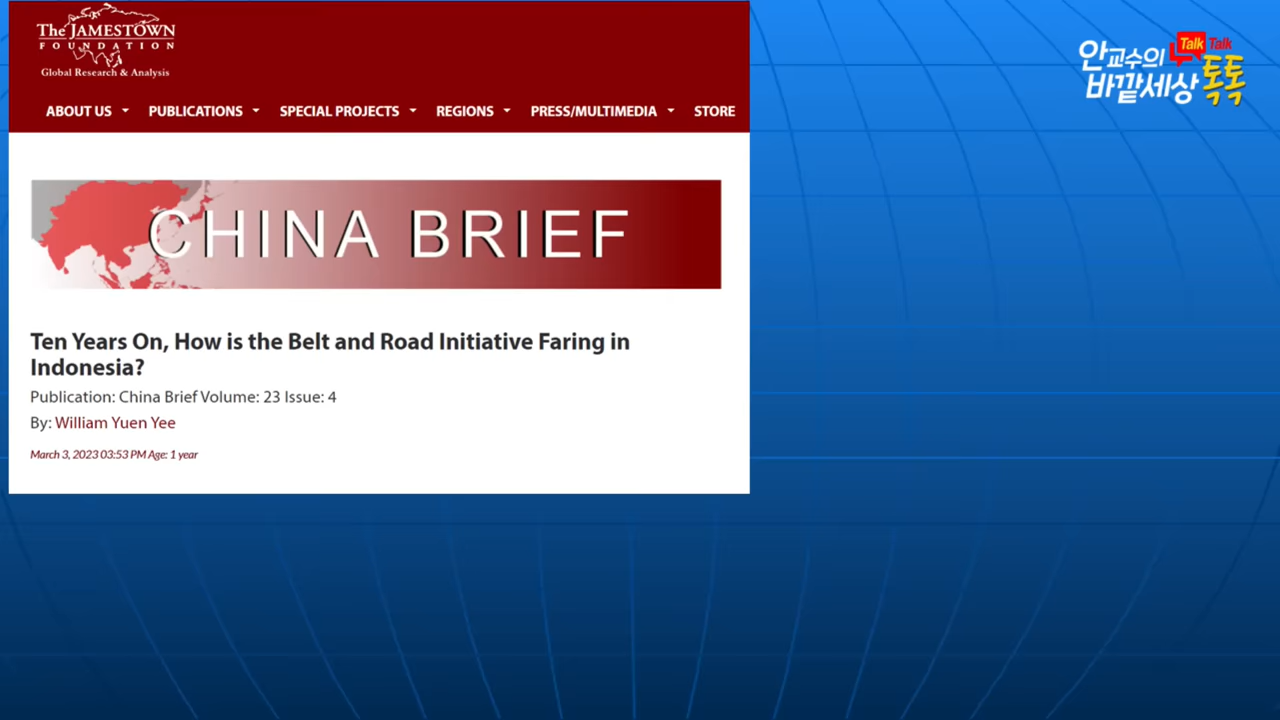 The JAMESTOWN
FOUNDATION
Global Research & Analysis
ABOUT US PUBLICATIONS SPECIAL PROJECTS REGIONS PRESS/MULTIMEDIA STORE
CHINA BRIEF
Ten Years On, How is the Belt and Road Initiative Faring in
Indonesia?
Publication: China Brief Volume: 23 Issue: 4
By: William Yuen Yee
March 3, 2023 03:53 PM Age: 1 year
안교수의 Talk Talk
바깥세상 톡톡